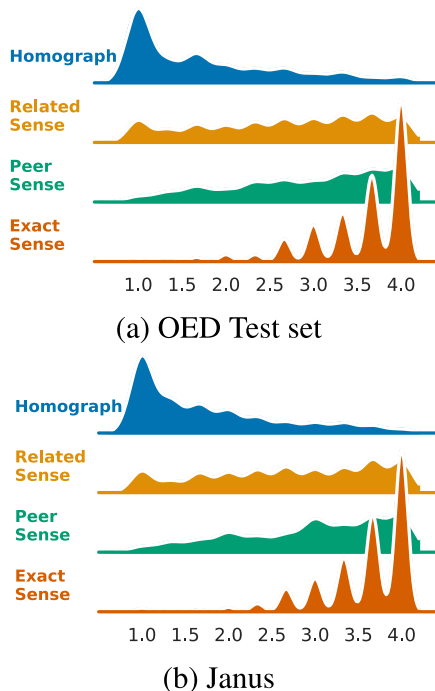 Homograph
Related
Sense
Peer
Sense
Exact
Sense
1.0 1.5 2.0 2.5 3.0 3.5 4.0
(a) OED Test set
Homograph
Related
Sense
Peer
Sense
Exact
Sense
1.0 1.5 2.0 2.5 3.0 3.5 4.0
(b) Janus